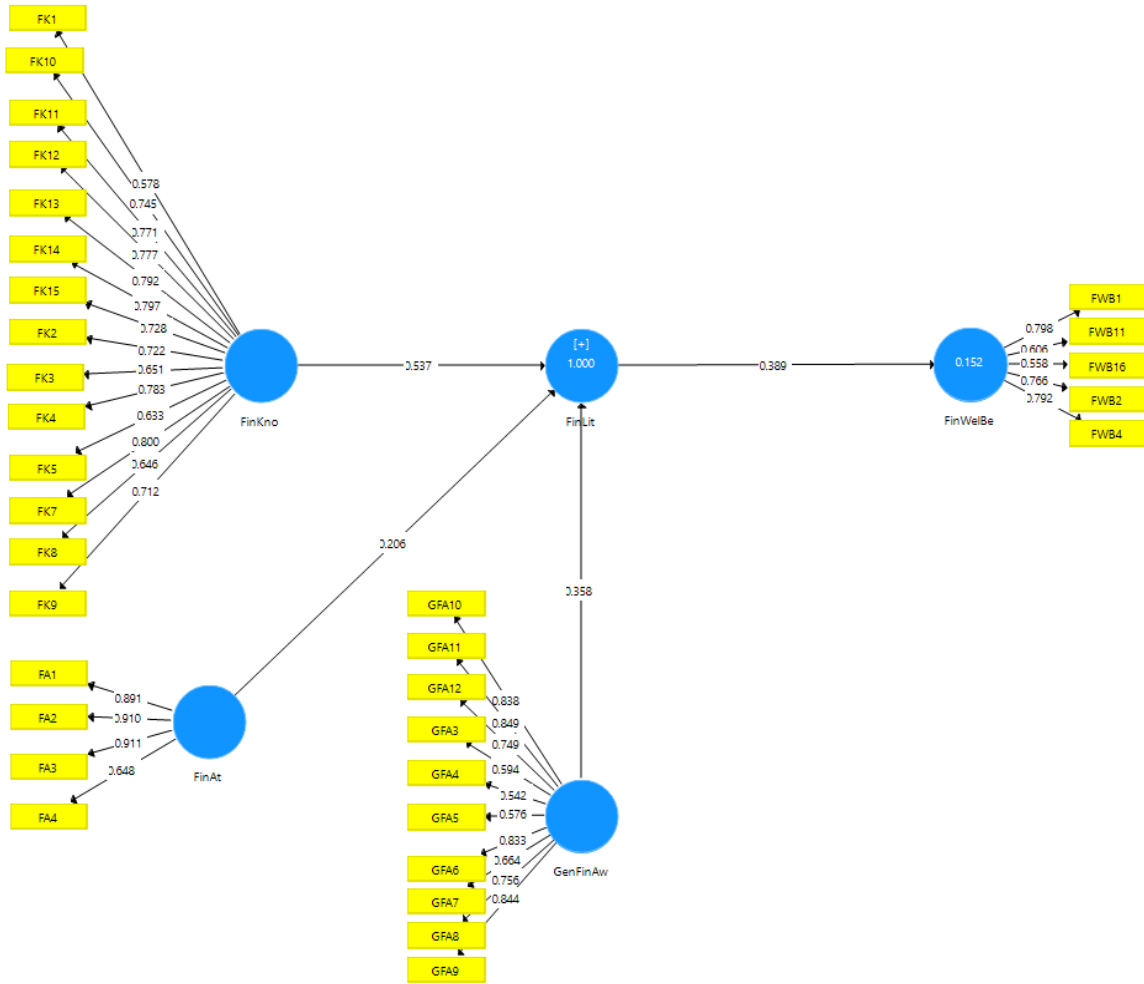 FK1
FK10
FK11
FK12
FK13
FK14
FK15
FK2
FK3
FK4
FK5
FK7
FK8
FK9
0.578
0.745
0.771
0.777
0.792
0.797
0.728
0.722
0.651
0.783
0.633
0.800
0.646
0.712
FinKno
0.537
[+]
1.000
FinLit
0.389
0.152
FinWelBe
0.798
0.606
0.558
0.766
0.792
FWB1
FWB11
FWB16
FWB2
FWB4
0.206
0.358
FA1
FA2
FA3
FA4
0.891
0.910
0.911
0.648
FinAt
GFA10
GFA11
GFA12
GFA3
GFA4
GFA5
GFA6
GFA7
GFA8
GFA9
0.838
0.849
0.749
0.594
0.542
0.576
0.833
0.664
0.756
0.844
GenFinAw